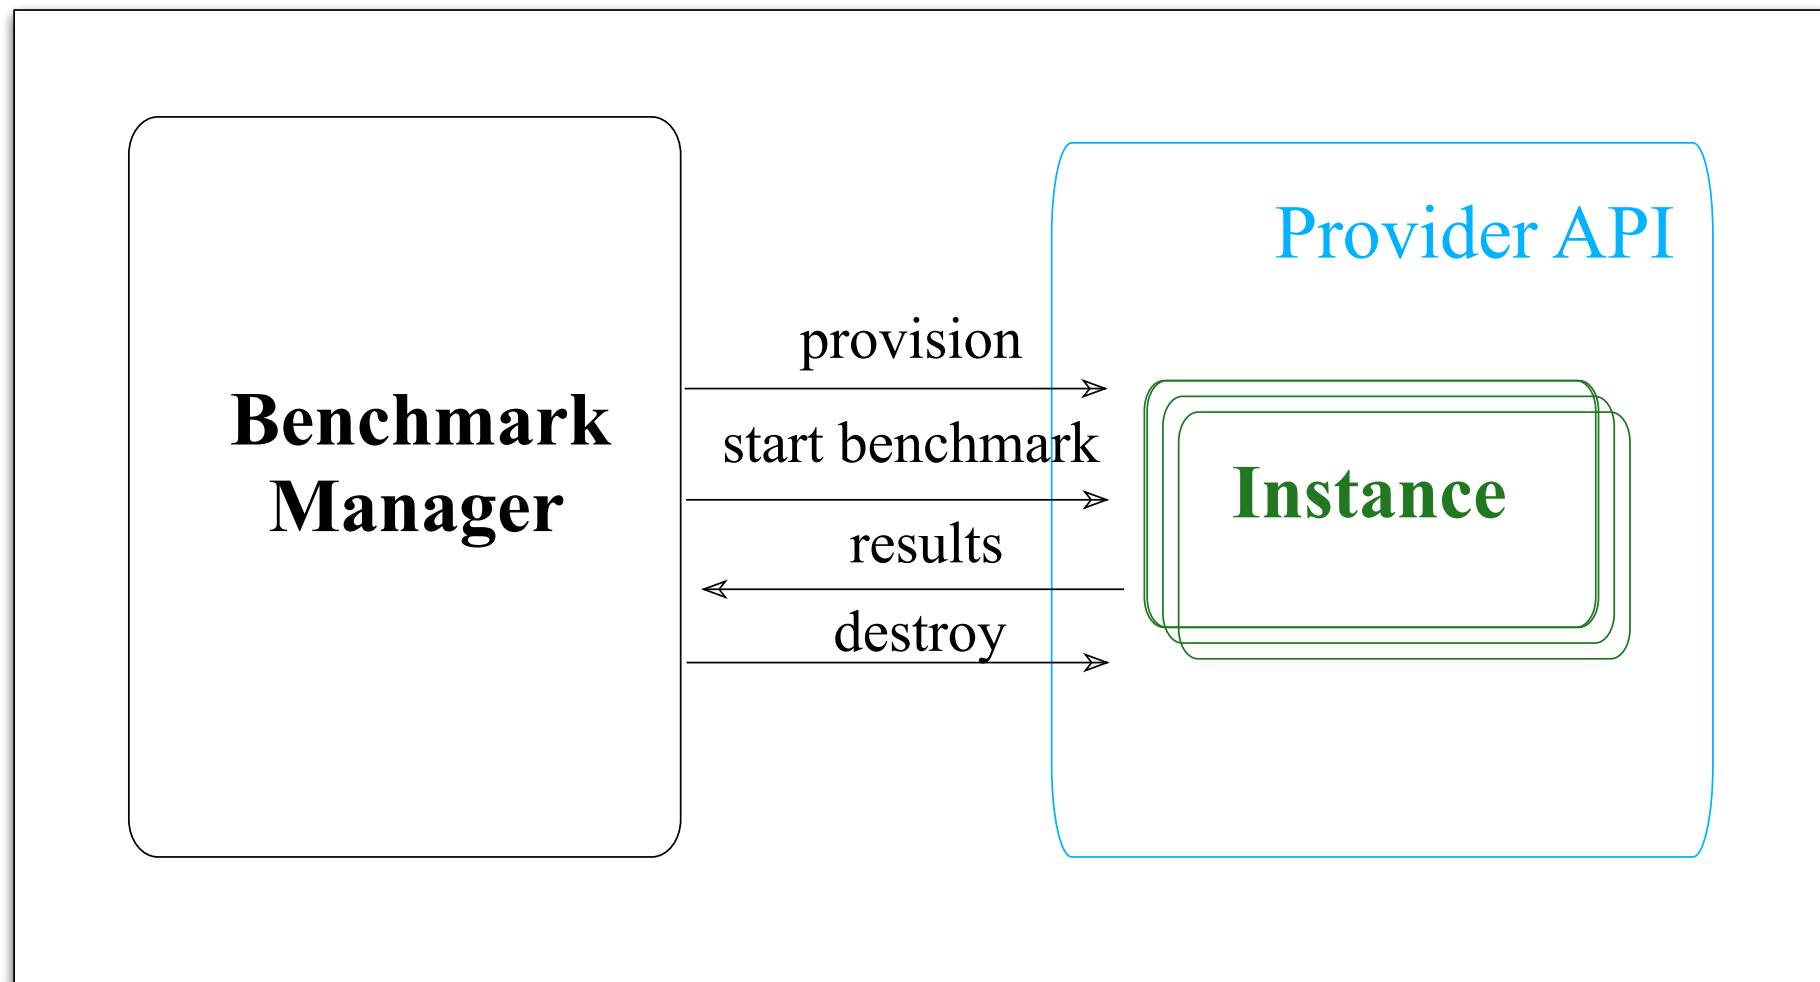 Provider API
Benchmark
Manager
provision
start benchmark
results
destroy
Instance